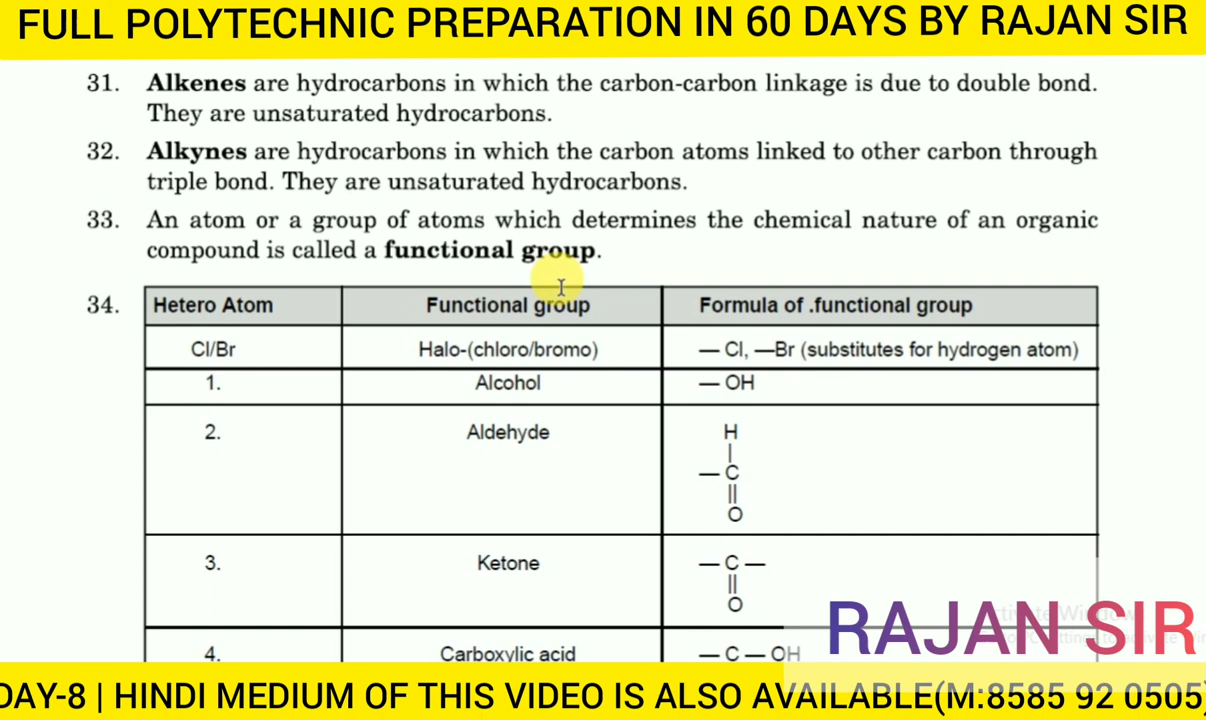 FULL POLYTECHNIC PREPARATION IN 60 DAYS BY RAJAN SIR
31. Alkenes are hydrocarbons in which the carbon-carbon linkage is due to double bond.
They are unsaturated hydrocarbons.
32. Alkynes are hydrocarbons in which the carbon atoms linked to other carbon through
triple bond. They are unsaturated hydrocarbons.
33. An atom or a group of atoms which determines the chemical nature of an organic
compound is called a functional group.
34. Hetero Atom Functional group Formula of .functional group
Cl/Br Halo-(chloro/bromo) — Cl, —Br (substitutes for hydrogen atom)
1. Alcohol — OH
2. Aldehyde H
|
— C
||
O
3. Ketone — C —
||
O
4. Carboxylic acid — C — OH
RAJAN SIR
DAY-8 | HINDI MEDIUM OF THIS VIDEO IS ALSO AVAILABLE(M:8585 92 0505)